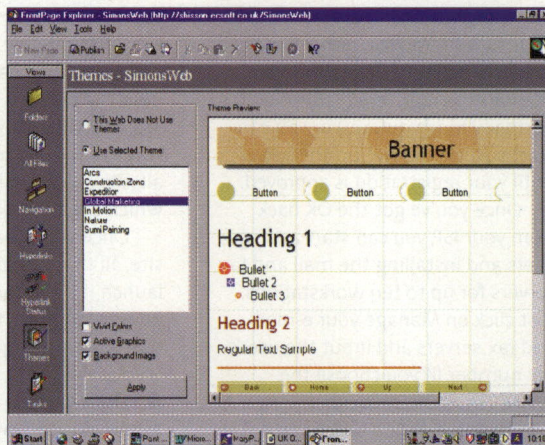 FrontPage Explorer - SimonsWeb (http://shisson.ecsoft.co.uk/SimonsWeb)
File Edit View Tools Help
New Page Publish
Views
Themes - SimonsWeb
Folders
All Files
Navigation
Hyperlinks
Hyperlink
Status
Themes
Tasks
This Web Does Not Use
Themes
Use Selected Theme:
Arcs
Construction Zone
Expedition
Global Marketing
In Motion
Nature
Sumi Painting
Vivid Colors
Active Graphics
Background Image
Apply
Theme Preview:
Banner
Button Button Button
Heading 1
Bullet 1
Bullet 2
Bullet 3
Heading 2
Regular Text Sample
Back Home Up Next
Start